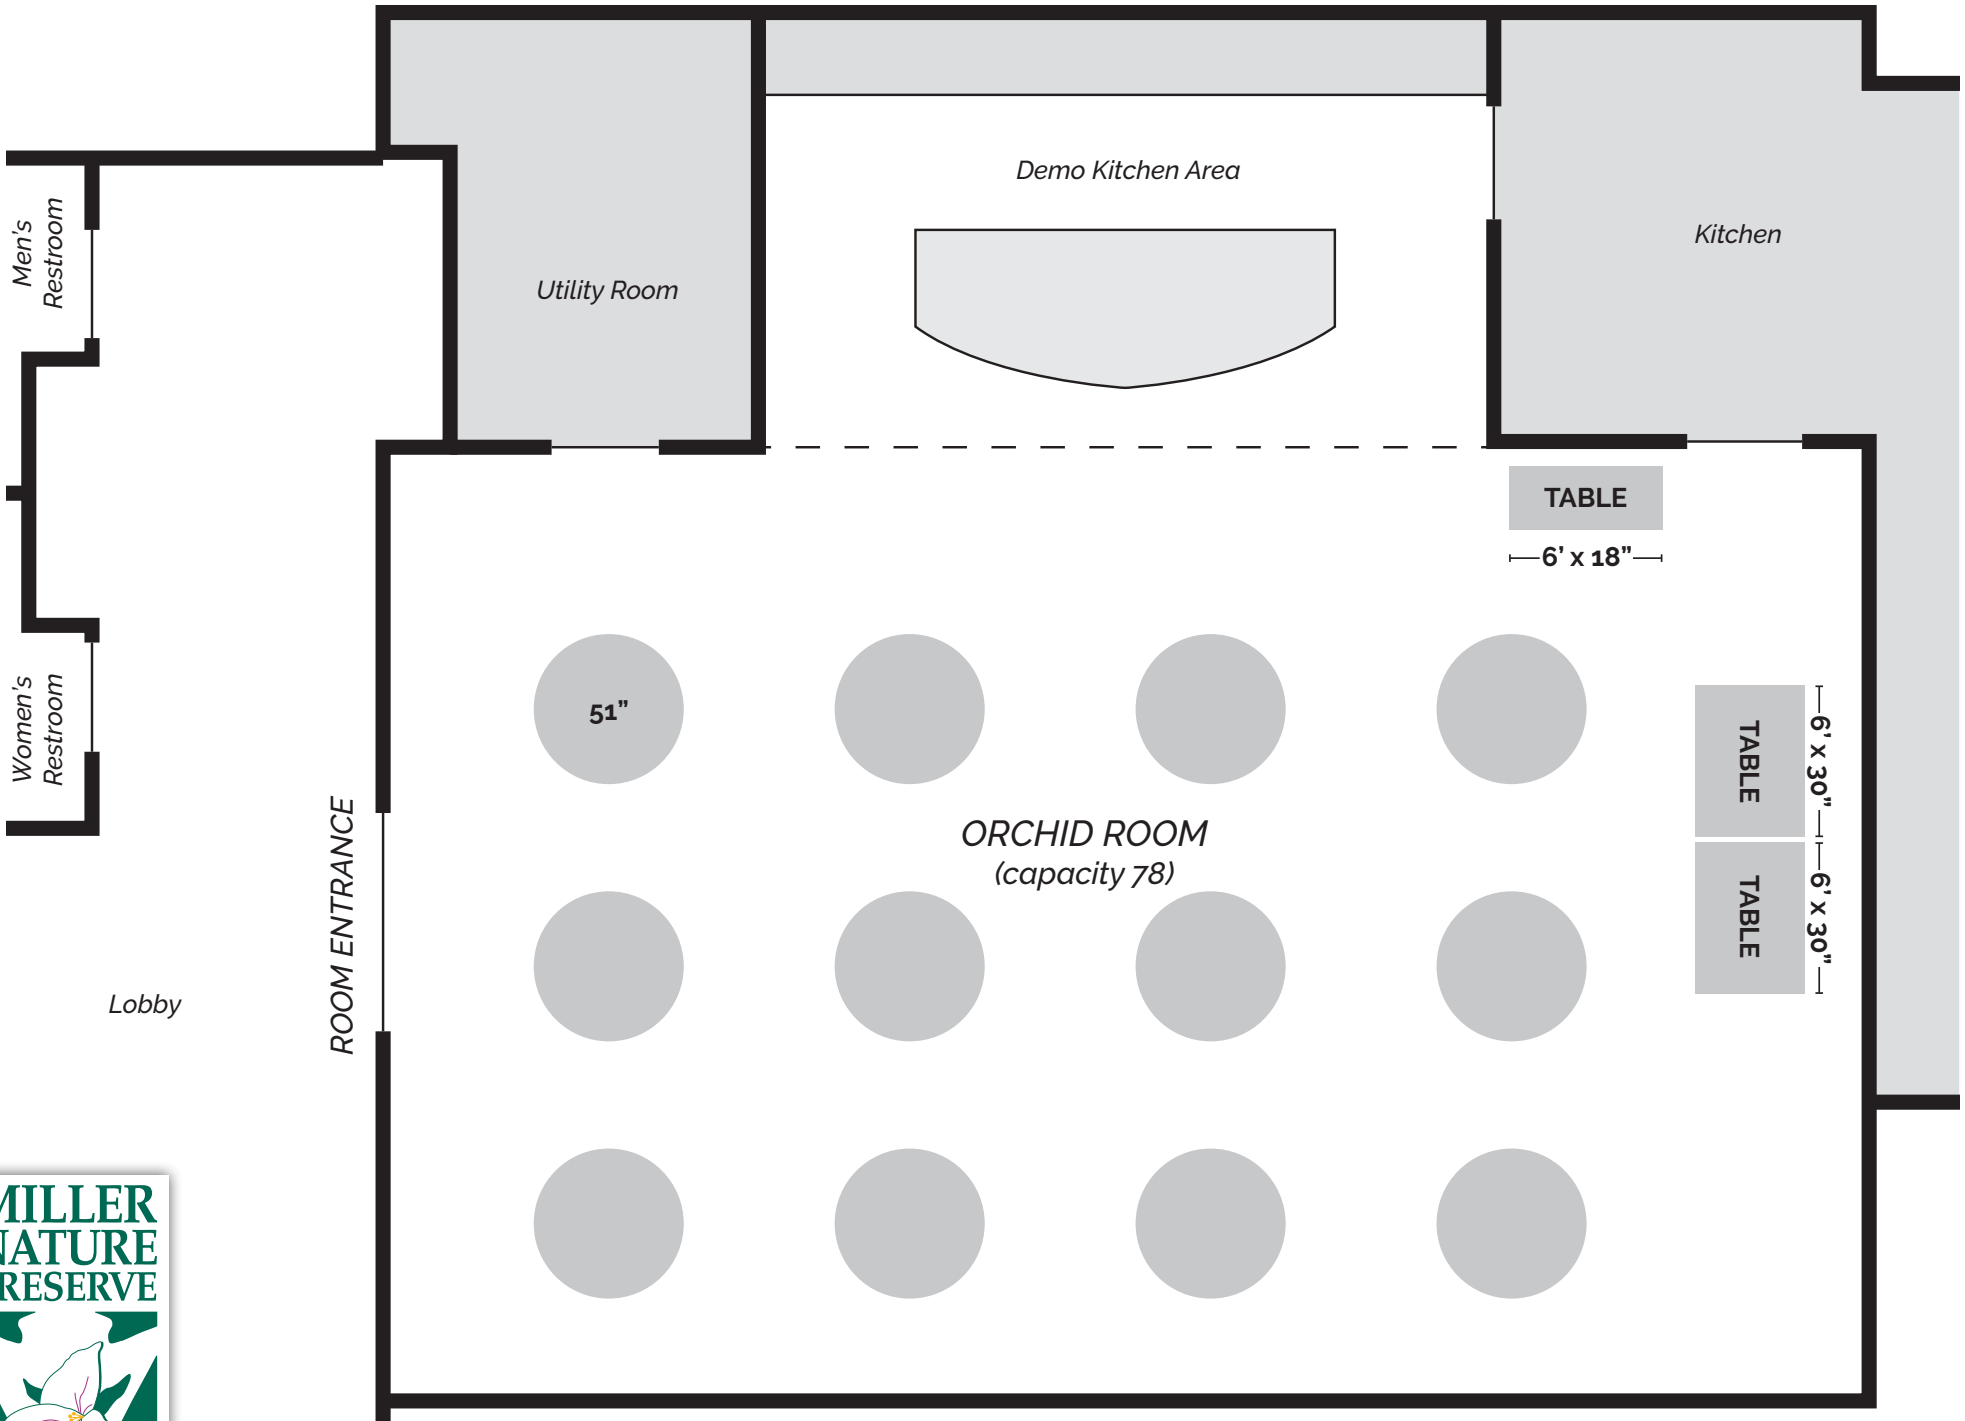 Demo Kitchen Area
Kitchen
Utility Room
Men's
Restroom
TABLE
6' x 18”
Women's
Restroom
51”
TABLE
6' x 30”
ROOM ENTRANCE
ORCHID ROOM
(capacity 78)
TABLE
6' x 30”
Lobby
MILLER
NATURE
RESERVE